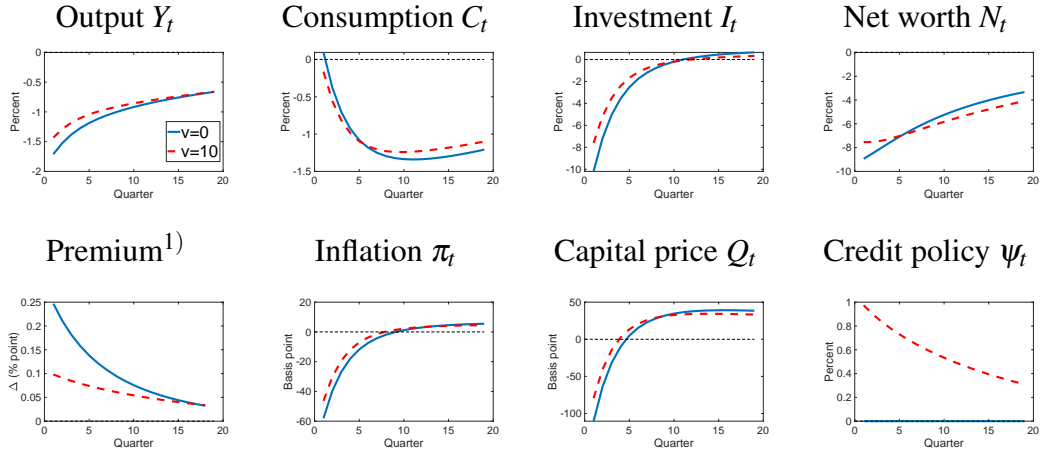 Output Y_t
Consumption C_t
Investment I_t
Net worth N_t
0
-0.5
-1
-1.5
-2
Percent
0 5 10 15 20
Quarter
v=0
v=10
0
-0.5
-1
-1.5
Percent
0 5 10 15 20
Quarter
0
-2
-4
-6
-8
-10
Percent
0 5 10 15 20
Quarter
0
-2
-4
-6
-8
-10
Percent
0 5 10 15 20
Quarter
Premium¹⁾
Inflation π_t
Capital price Q_t
Credit policy ψ_t
0.25
0.2
0.15
0.1
0.05
0
Δ (% point)
0 5 10 15 20
Quarter
20
0
-20
-40
-60
Basis point
0 5 10 15 20
Quarter
50
0
-50
-100
Basis point
0 5 10 15 20
Quarter
1
0.8
0.6
0.4
0.2
0
Percent
0 5 10 15 20
Quarter